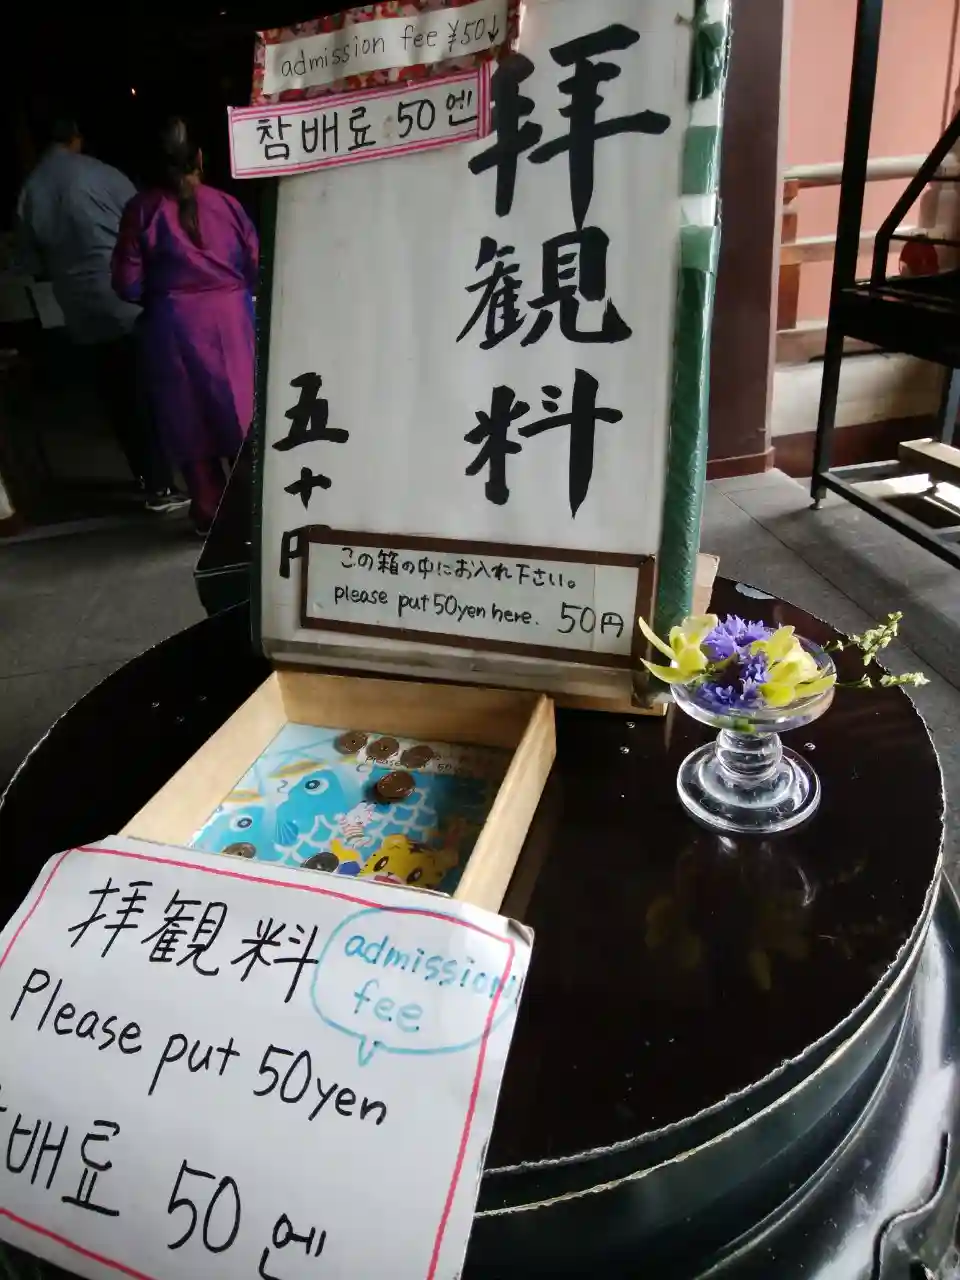 admission fee ¥50↓
참배료 50엔
拝観料
五十円
この箱の中にお入れ下さい。
please put 50yen here. 50円
拝観料
admission fee
Please put 50yen
배료 50엔